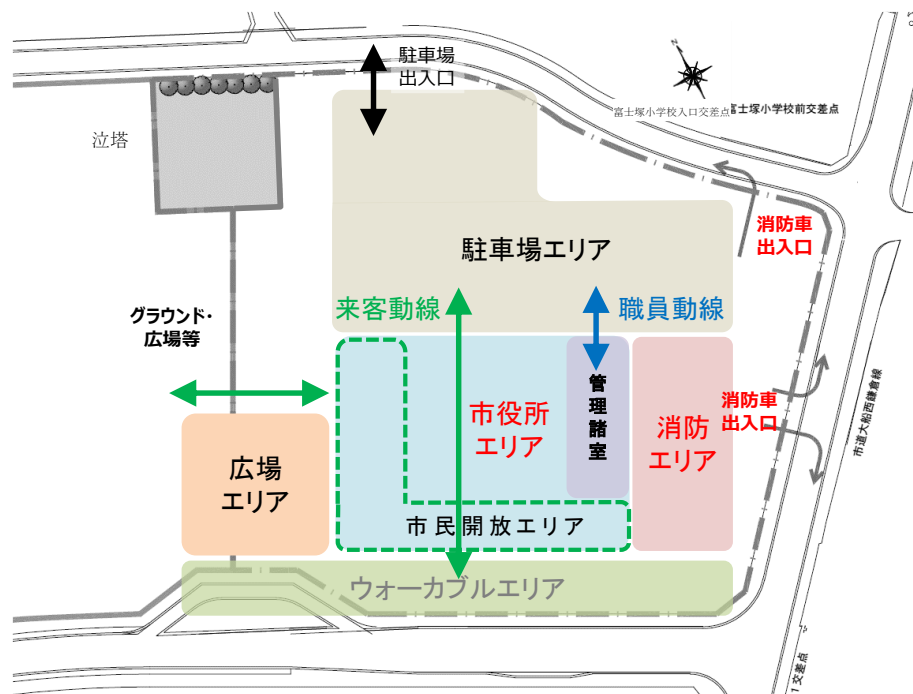 駐車場
出入口
N
富士塚小学校入口交差点
富士塚小学校前交差点
泣塔
消防車
出入口
駐車場エリア
来客動線
職員動線
グラウンド・
広場等
管理諸室
市役所
エリア
消防
エリア
消防車
出入口
市道大船西鎌倉線
広場
エリア
市民開放エリア
ウォーカブルエリア
交差点